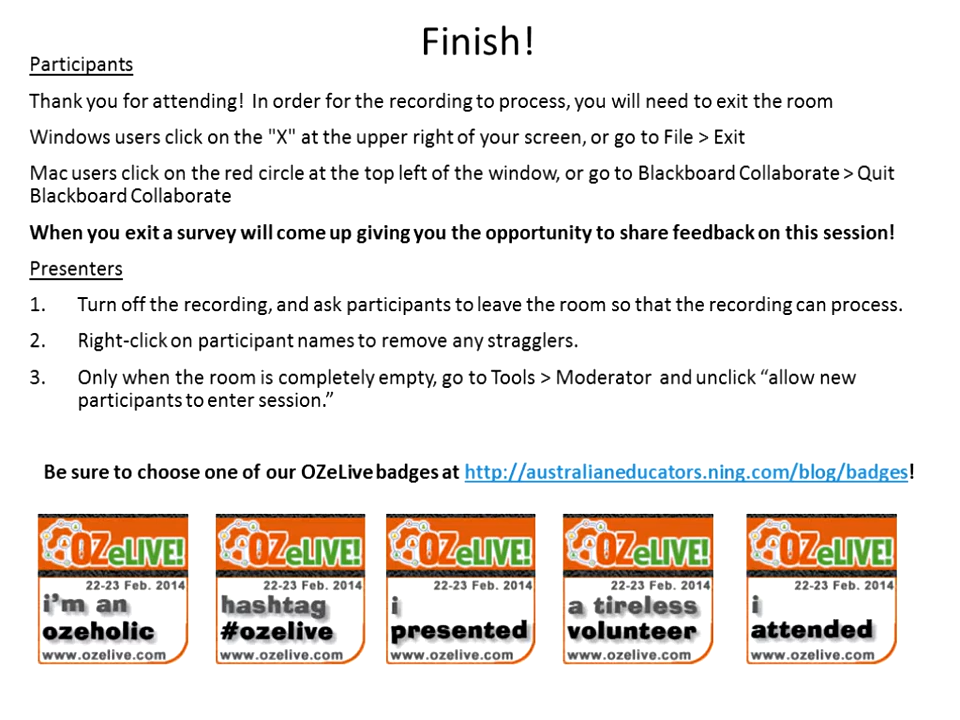 Finish!
Participants
Thank you for attending! In order for the recording to process, you will need to exit the room
Windows users click on the "X" at the upper right of your screen, or go to File > Exit
Mac users click on the red circle at the top left of the window, or go to Blackboard Collaborate > Quit
Blackboard Collaborate
When you exit a survey will come up giving you the opportunity to share feedback on this session!
Presenters
1. Turn off the recording, and ask participants to leave the room so that the recording can process.
2. Right-click on participant names to remove any stragglers.
3. Only when the room is completely empty, go to Tools > Moderator and unclick “allow new
participants to enter session.”
Be sure to choose one of our OZeLive badges at http://australianeducators.ning.com/blog/badges!
OZeLIVE!
22-23 Feb. 2014
i'm an
ozeholic
www.ozelive.com
OZeLIVE!
22-23 Feb. 2014
hashtag
#ozelive
www.ozelive.com
OZeLIVE!
22-23 Feb. 2014
i
presented
www.ozelive.com
OZeLIVE!
22-23 Feb. 2014
a tireless
volunteer
www.ozelive.com
OZeLIVE!
22-23 Feb. 2014
i
attended
www.ozelive.com